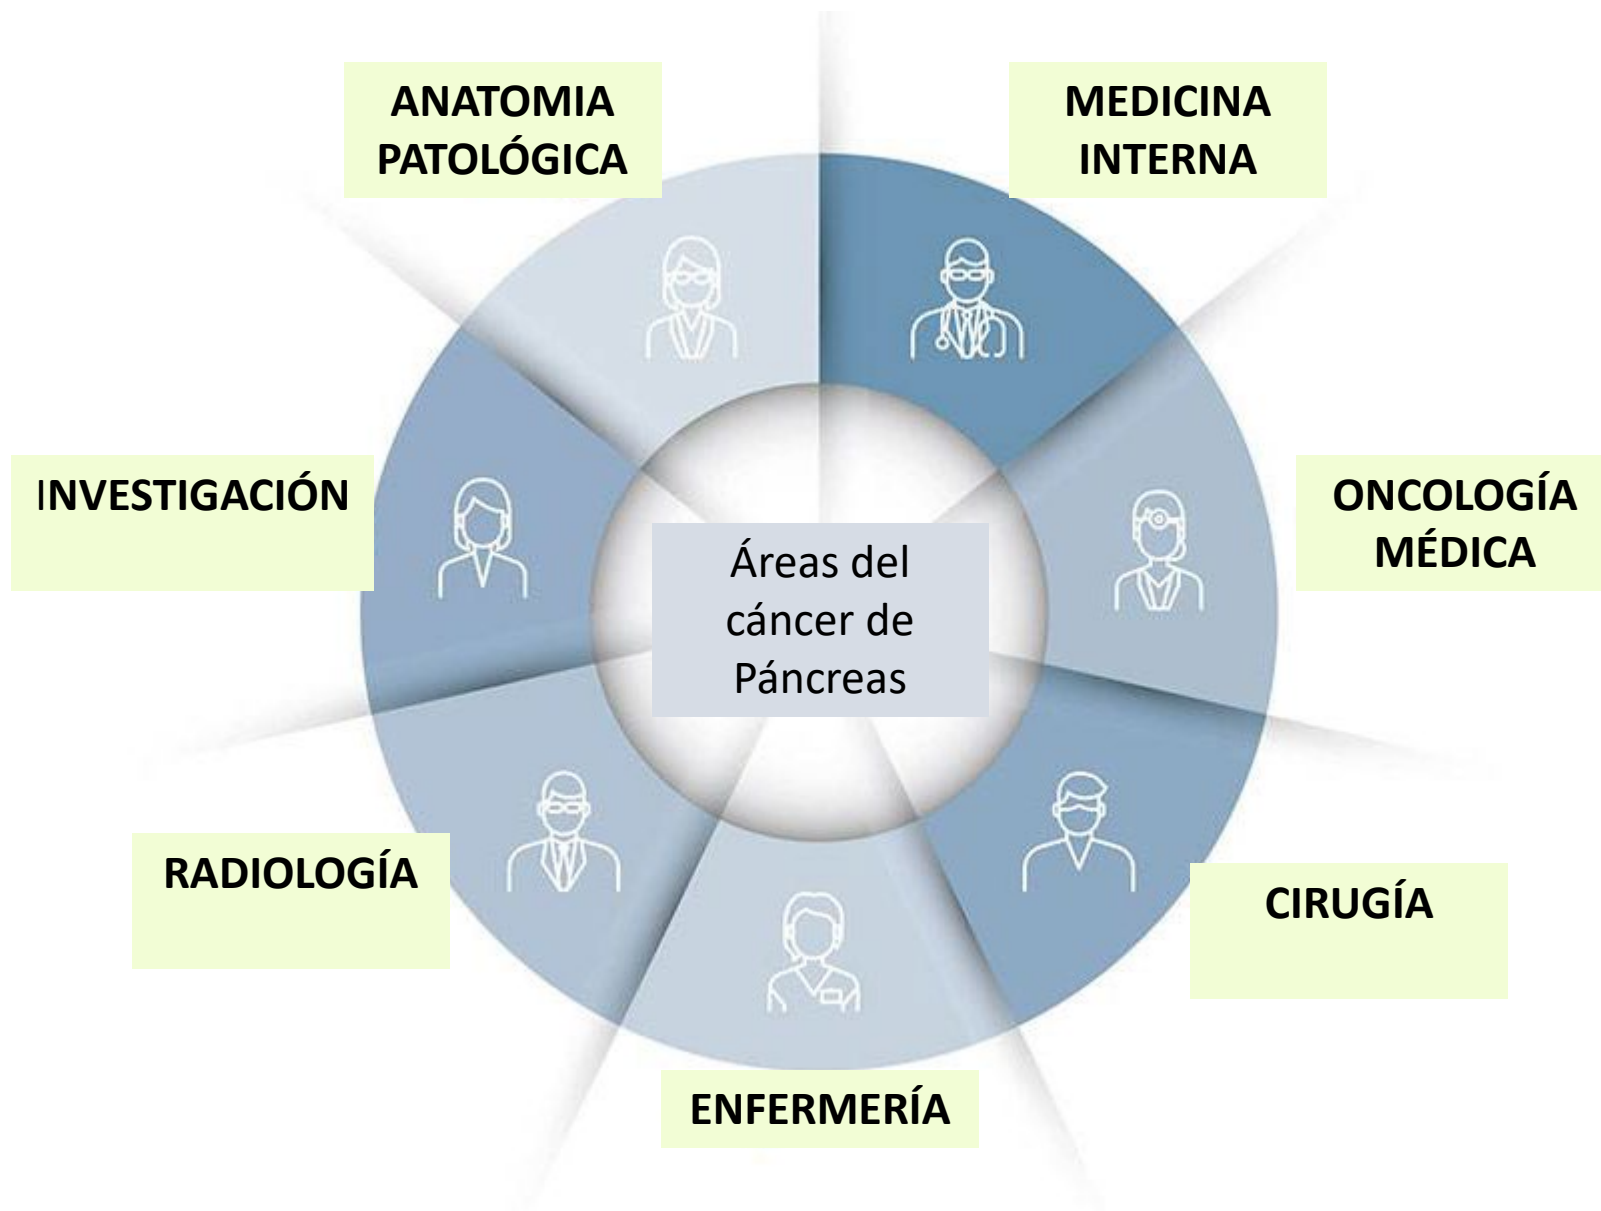 ANATOMIA
PATOLÓGICA
MEDICINA
INTERNA
INVESTIGACIÓN
ONCOLOGÍA
MÉDICA
Áreas del
cáncer de
Páncreas
RADIOLOGÍA
CIRUGÍA
ENFERMERÍA